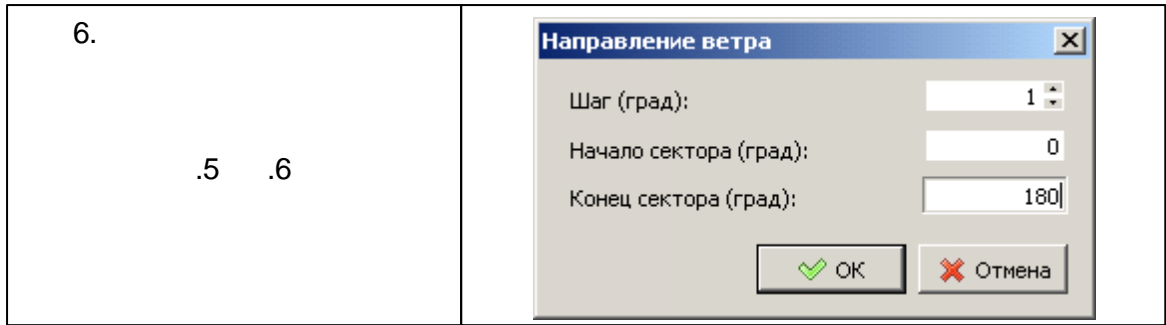 6.
.5 .6
Направление ветра
Шаг (град): 1
Начало сектора (град): 0
Конец сектора (град): 180
ОК Отмена